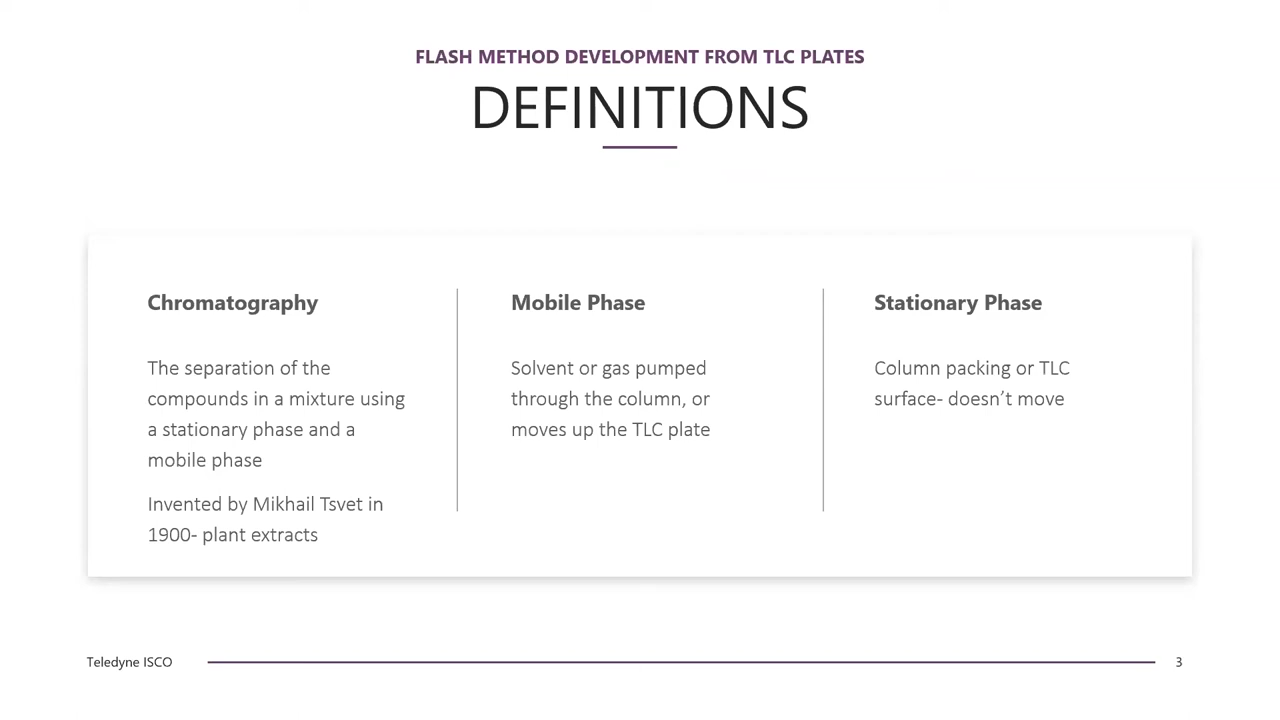 FLASH METHOD DEVELOPMENT FROM TLC PLATES
DEFINITIONS
Chromatography
The separation of the
compounds in a mixture using
a stationary phase and a
mobile phase
Invented by Mikhail Tsvet in
1900- plant extracts
Mobile Phase
Solvent or gas pumped
through the column, or
moves up the TLC plate
Stationary Phase
Column packing or TLC
surface- doesn’t move
Teledyne ISCO
3